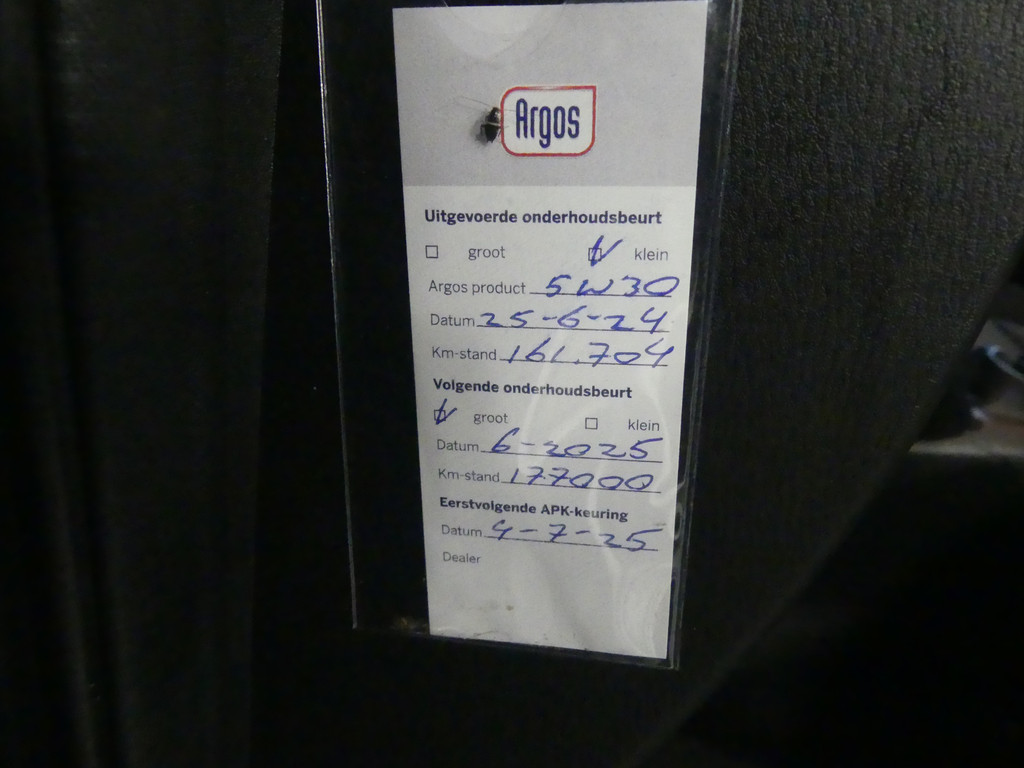 Argos
Uitgevoerde onderhoudsbeurt
groot klein
Argos product 5W30
Datum 25-6-24
Km-stand 161.704
Volgende onderhoudsbeurt
groot klein
Datum 6-2025
Km-stand 177000
Eerstvolgende APK-keuring
Datum 4-7-25
Dealer